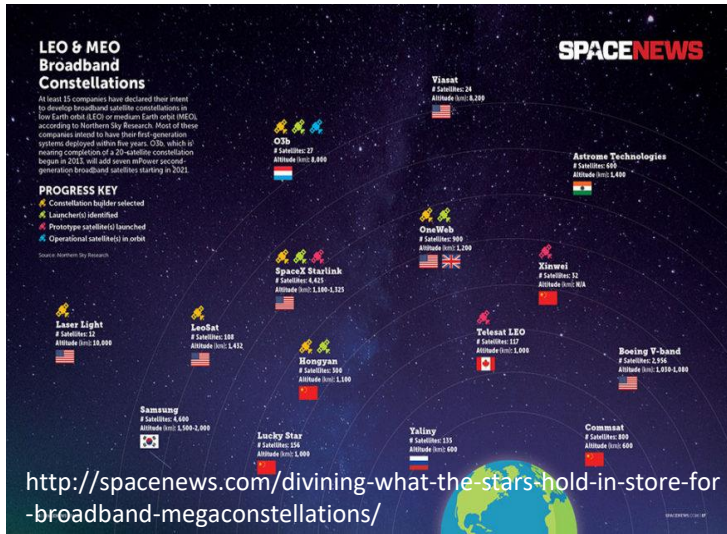 LEO & MEO
Broadband
Constellations
At least 15 companies have declared their intent
to develop broadband satellite constellations in
low Earth orbit (LEO) or medium Earth orbit (MEO),
according to Northern Sky Research. Most of these
companies intend to have their first-generation
systems deployed within five years. O3b, which is
nearing completion of a 20-satellite constellation
begun in 2013, will add seven mPower second-
generation broadband satellites starting in 2021.
PROGRESS KEY
Constellation builder selected
Launcher(s) identified
Prototype satellite(s) launched
Operational satellite(s) in orbit
Source: Northern Sky Research
SPACENEWS
Viasat
# Satellites: 24
Altitude (km): 8,200
O3b
# Satellites: 27
Altitude (km): 8,000
Astrome Technologies
# Satellites: 600
Altitude (km): 1,400
OneWeb
# Satellites: 900
Altitude (km): 1,200
SpaceX Starlink
# Satellites: 4,425
Altitude (km): 1,100-1,325
Xinwei
# Satellites: 32
Altitude (km): N/A
Laser Light
# Satellites: 12
Altitude (km): 10,000
LeoSat
# Satellites: 108
Altitude (km): 1,432
Telesat LEO
# Satellites: 117
Altitude (km): 1,000
Hongyan
# Satellites: 300
Altitude (km): 1,100
Boeing V-band
# Satellites: 2,956
Altitude (km): 1,030-1,080
Samsung
# Satellites: 4,600
Altitude (km): 1,500-2,000
Lucky Star
# Satellites: 156
Altitude (km): 1,000
Yaliny
# Satellites: 135
Altitude (km): 600
Commsat
# Satellites: 800
Altitude (km): 600
http://spacenews.com/divining-what-the-stars-hold-in-store-for
-broadband-megaconstellations/